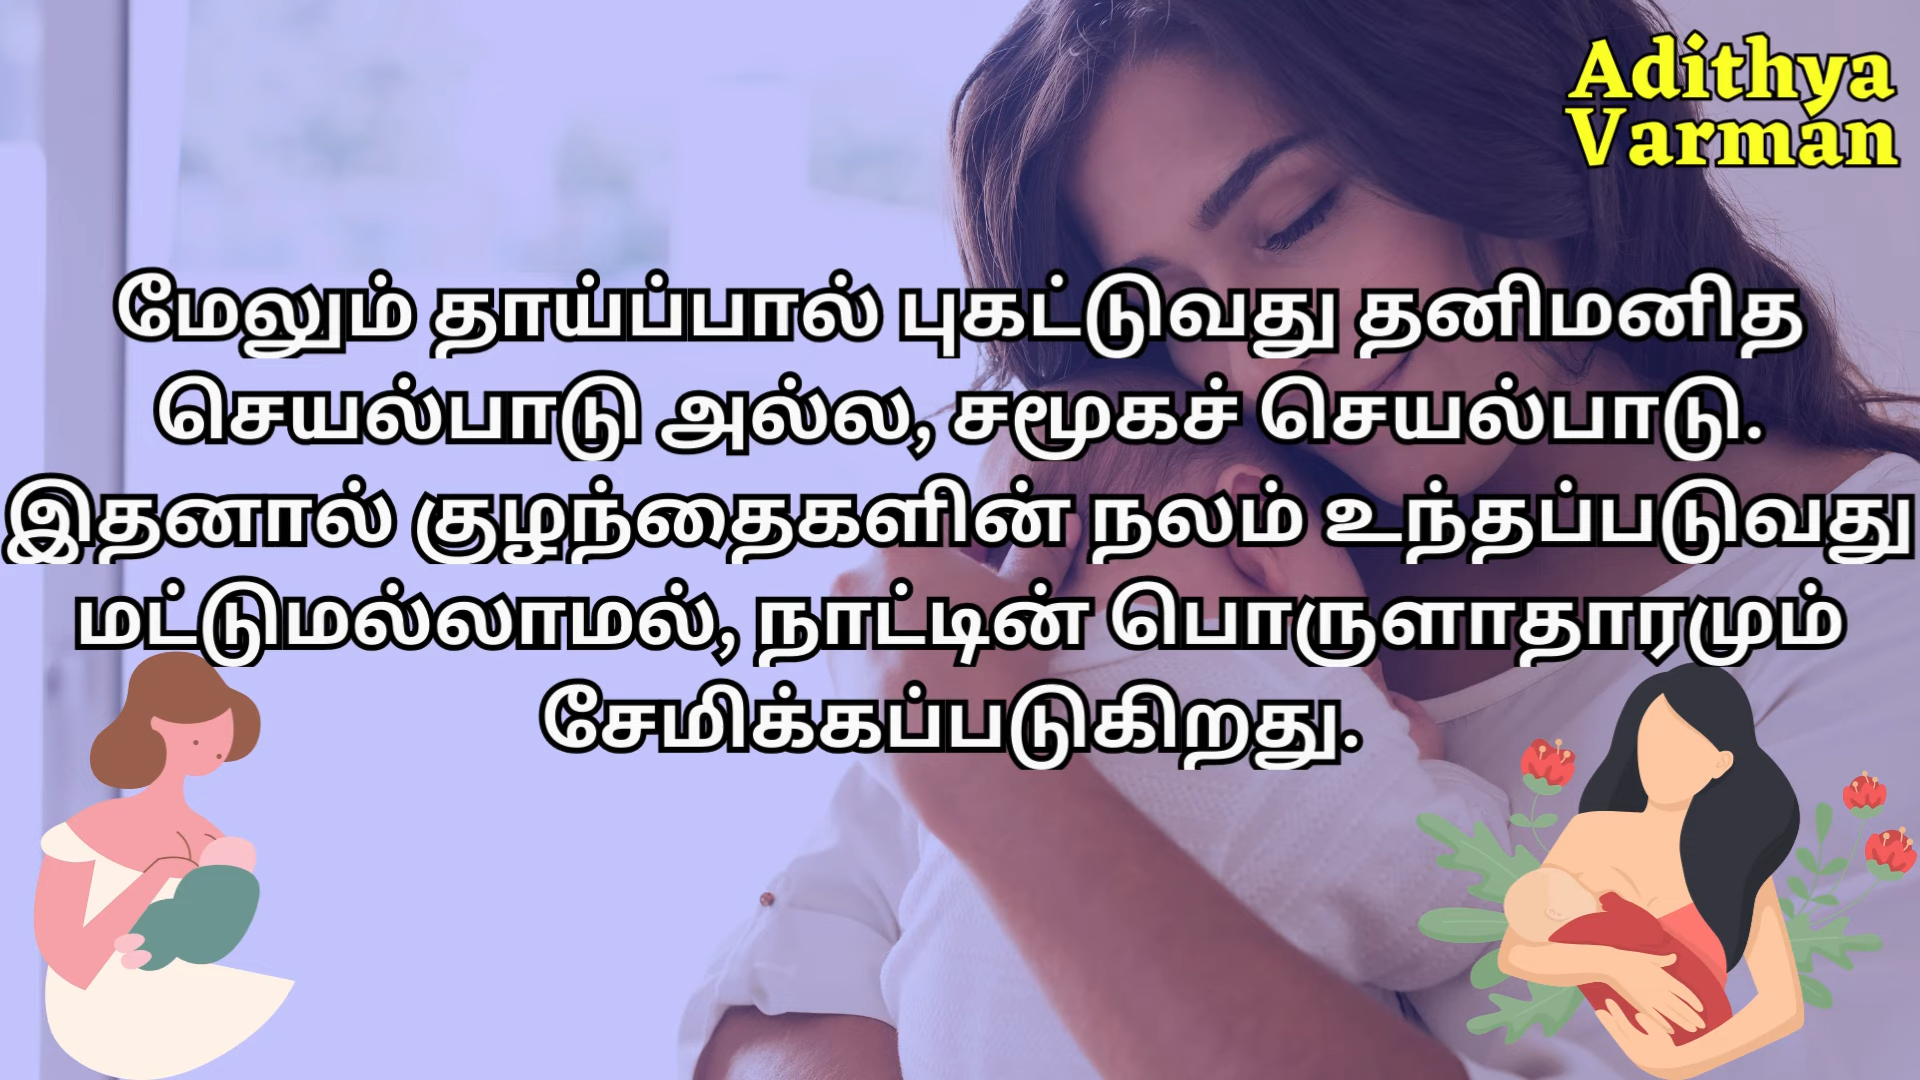 Adithya
Varman
மேலும் தாய்ப்பால் புகட்டுவது தனிமனித
செயல்பாடு அல்ல, சமூகச் செயல்பாடு.
இதனால் குழந்தைகளின் நலம் உந்தப்படுவது
மட்டுமல்லாமல், நாட்டின் பொருளாதாரமும்
சேமிக்கப்படுகிறது.